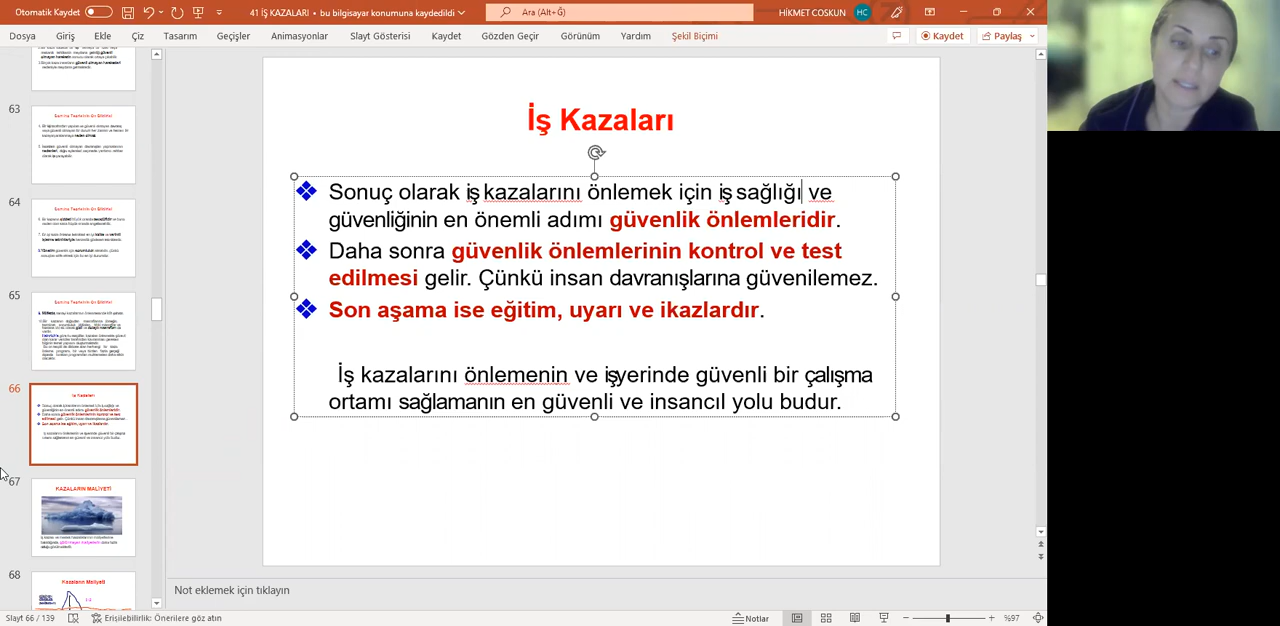 Otomatik Kaydet
41 İŞ KAZALARI • bu bilgisayar konumuna kaydedildi
Ara (Alt+Ğ)
HİKMET COSKUN
HC
Dosya Giriş Ekle Çiz Tasarım Geçişler Animasyonlar Slayt Gösterisi Kaydet Gözden Geçir Görünüm Yardım Şekil Biçimi
Kaydet
Paylaş
63
64
65
66
İş Kazaları
67
KAZALARIN MALİYETİ
68
Kazaların Maliyeti
İş Kazaları
Sonuç olarak iş kazalarını önlemek için iş sağlığı ve
güvenliğinin en önemli adımı güvenlik önlemleridir.
Daha sonra güvenlik önlemlerinin kontrol ve test
edilmesi gelir. Çünkü insan davranışlarına güvenilemez.
Son aşama ise eğitim, uyarı ve ikazlardır.
İş kazalarını önlemenin ve işyerinde güvenli bir çalışma
ortamı sağlamanın en güvenli ve insancıl yolu budur.
Not eklemek için tıklayın
Slayt 66 / 139
Erişilebilirlik: Önerilere göz atın
Notlar
%97